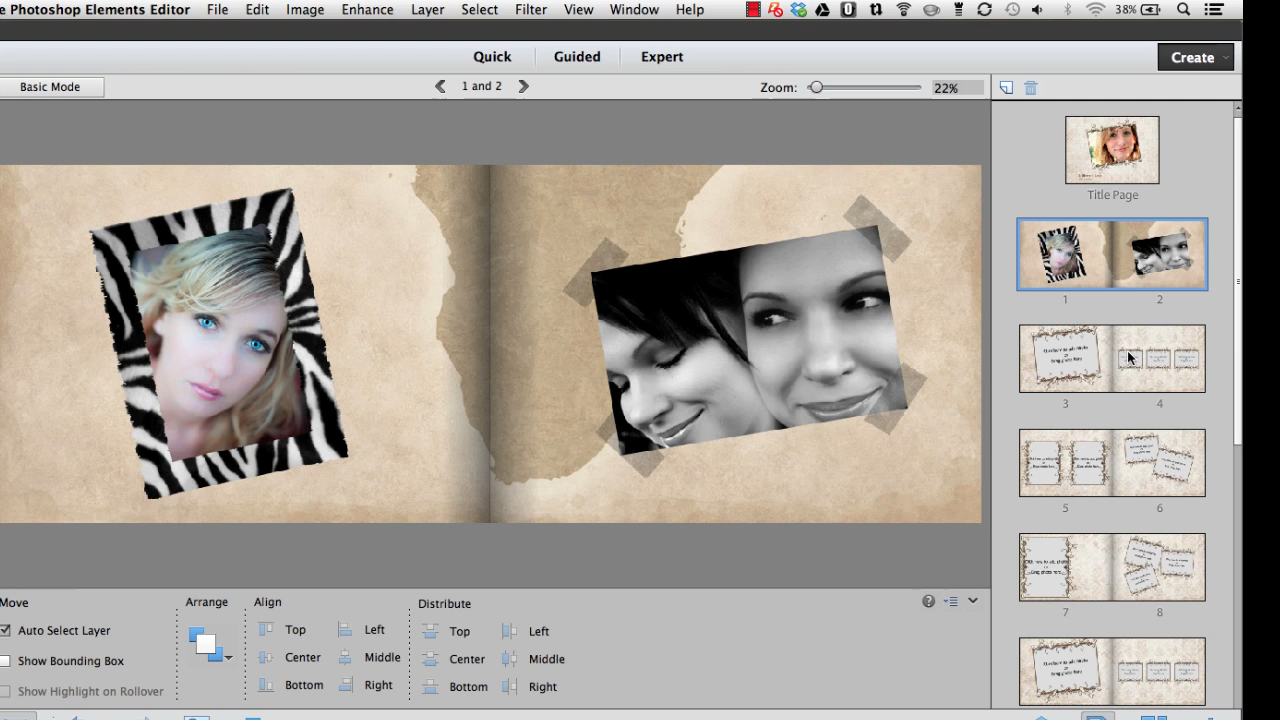 e Photoshop Elements Editor File Edit Image Enhance Layer Select Filter View Window Help 38%
Quick Guided Expert Create
Basic Mode 1 and 2 Zoom: 22%
Title Page
1 2
3 4
5 6
7 8
Move Arrange Align Distribute
Auto Select Layer Top Left Top Left
Show Bounding Box Center Middle Center Middle
Show Highlight on Rollover Bottom Right Bottom Right